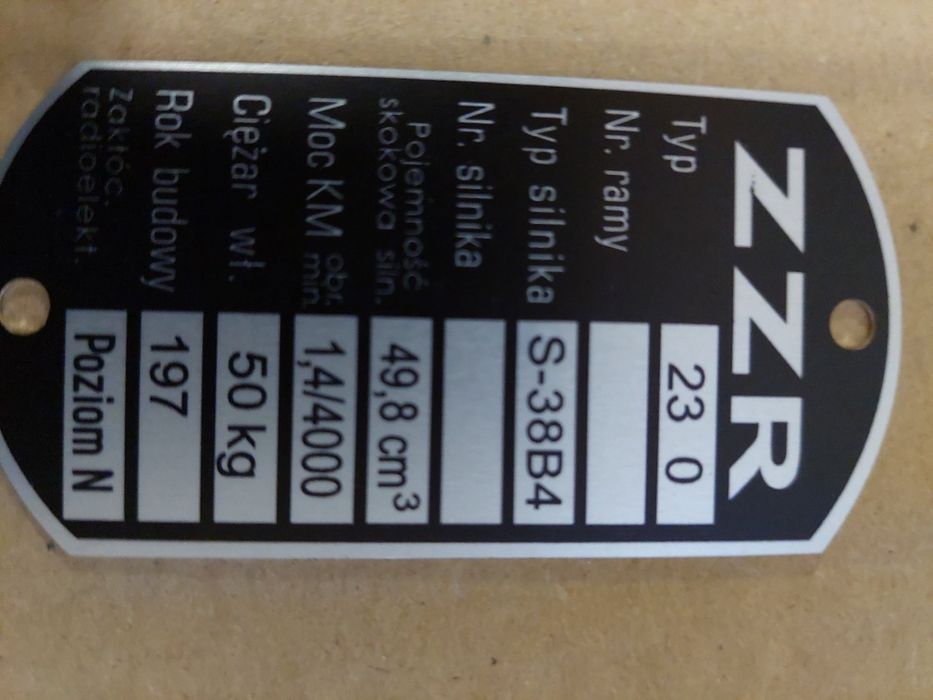 ZZR
Typ 23 0
Nr. ramy
Typ silnika S-38B4
Nr. silnika
Pojemność
skokowa siln. 49,8 cm³
Moc KM obr. min. 1,4/4000
Ciężar wł. 50 kg
Rok budowy 197
Zakłóc.
radioelekt. Poziom N